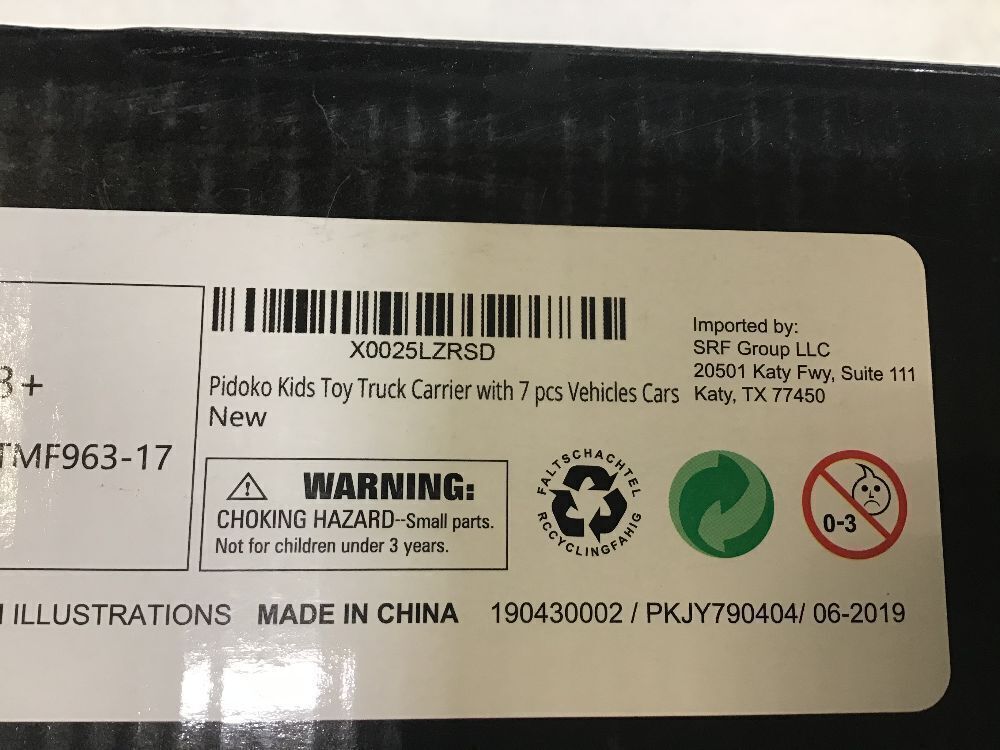 3+
TMF963-17
X0025LZRSD
Pidoko Kids Toy Truck Carrier with 7 pcs Vehicles Cars
New
Imported by:
SRF Group LLC
20501 Katy Fwy, Suite 111
Katy, TX 77450
WARNING:
CHOKING HAZARD--Small parts.
Not for children under 3 years.
FALTSCHACHTEL
RCCYCLINGFAHIG
0-3
ILLUSTRATIONS MADE IN CHINA 190430002 / PKJY790404/ 06-2019